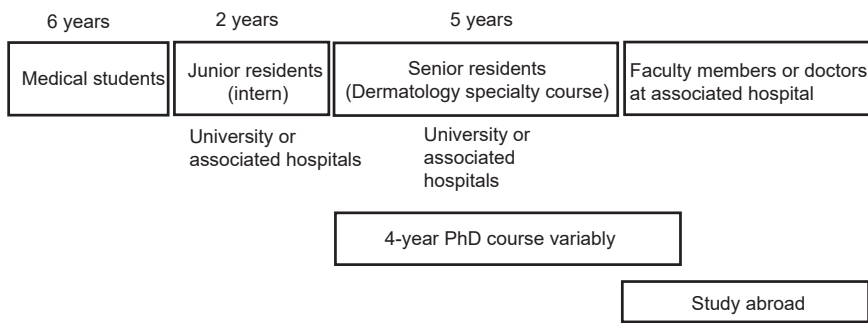 6 years
2 years
5 years
Medical students
Junior residents
(intern)
Senior residents
(Dermatology specialty course)
Faculty members or doctors
at associated hospital
University or
associated hospitals
University or
associated
hospitals
4-year PhD course variably
Study abroad